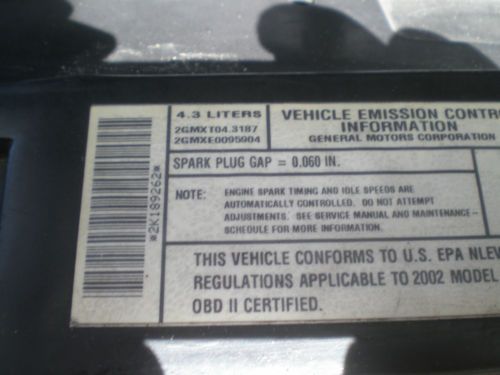 4.3 LITERS
2GMXT04.3187
2GMXE0095904
VEHICLE EMISSION CONTR
INFORMATION
GENERAL MOTORS CORPORATION
SPARK PLUG GAP = 0.060 IN.
NOTE: ENGINE SPARK TIMING AND IDLE SPEEDS ARE
AUTOMATICALLY CONTROLLED. DO NOT ATTEMPT
ADJUSTMENTS. SEE SERVICE MANUAL AND MAINTENANCE
SCHEDULE FOR MORE INFORMATION.
THIS VEHICLE CONFORMS TO U.S. EPA NLEV
REGULATIONS APPLICABLE TO 2002 MODEL
OBD II CERTIFIED.
*2K189262*